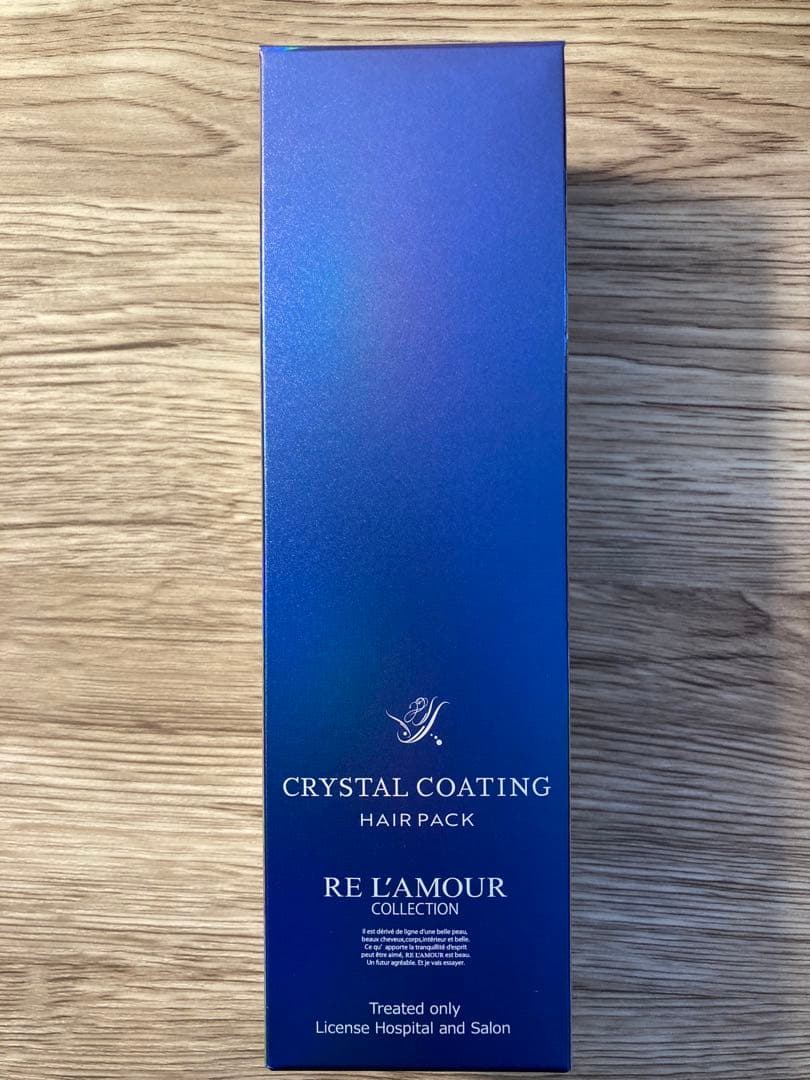 CRYSTAL COATING
HAIR PACK
RE L'AMOUR
COLLECTION
Il est dérivé de ligne d'une belle peau,
beaux cheveux,corps,intérieur et belle.
Ce qu' apporte la tranquillité d'esprit
peut être aimé, RE L'AMOUR est beau.
Un futur agréable. Et je vais essayer.
Treated only
License Hospital and Salon